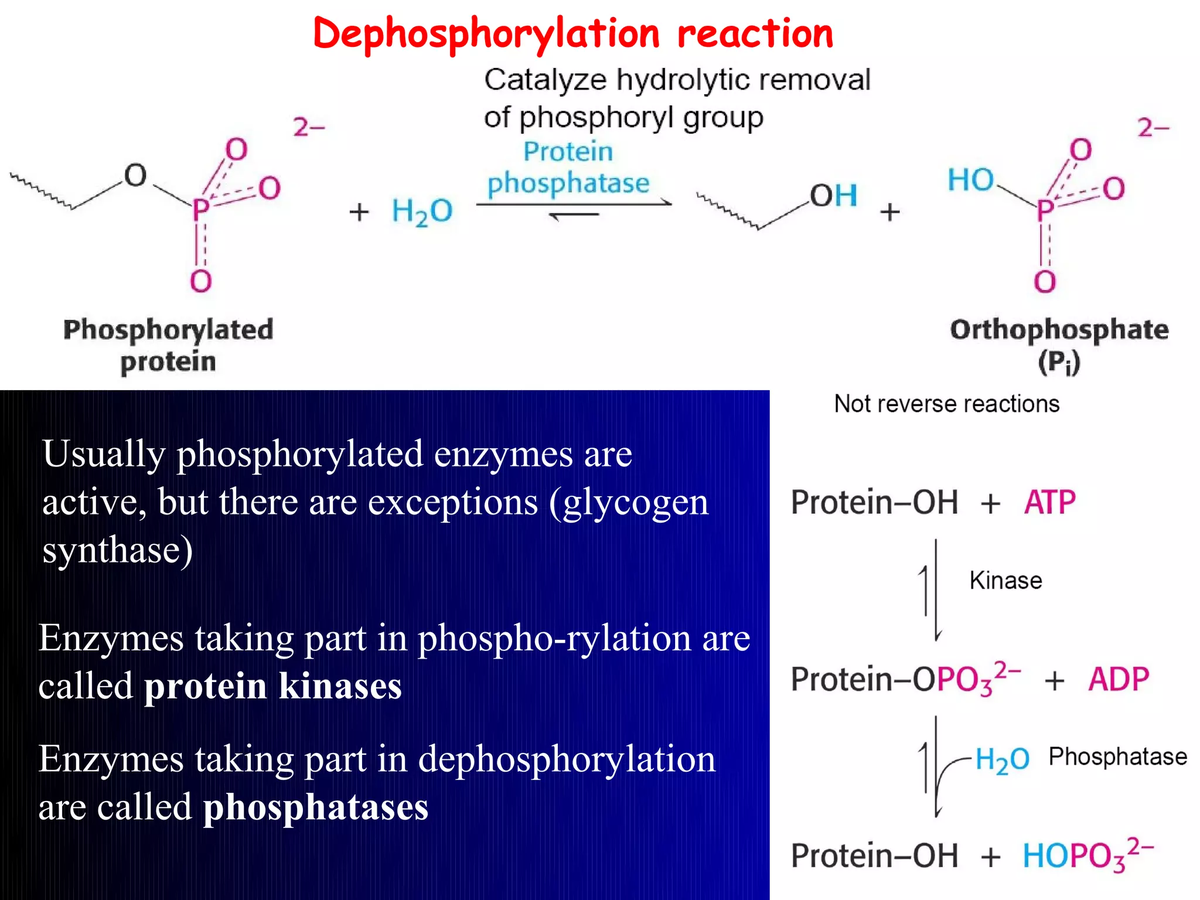 Dephosphorylation reaction
Catalyze hydrolytic removal
of phosphoryl group
Protein
phosphatase
O
P
O
O
O
2–
+ H₂O
OH
+
HO
P
O
O
O
2–
Phosphorylated
protein
Orthophosphate
(Pᵢ)
Not reverse reactions
Usually phosphorylated enzymes are
active, but there are exceptions (glycogen
synthase)
Enzymes taking part in phospho-rylation are
called protein kinases
Enzymes taking part in dephosphorylation
are called phosphatases
Protein–OH + ATP
Kinase
Protein–OPO₃²⁻ + ADP
H₂O Phosphatase
Protein–OH + HOPO₃²⁻